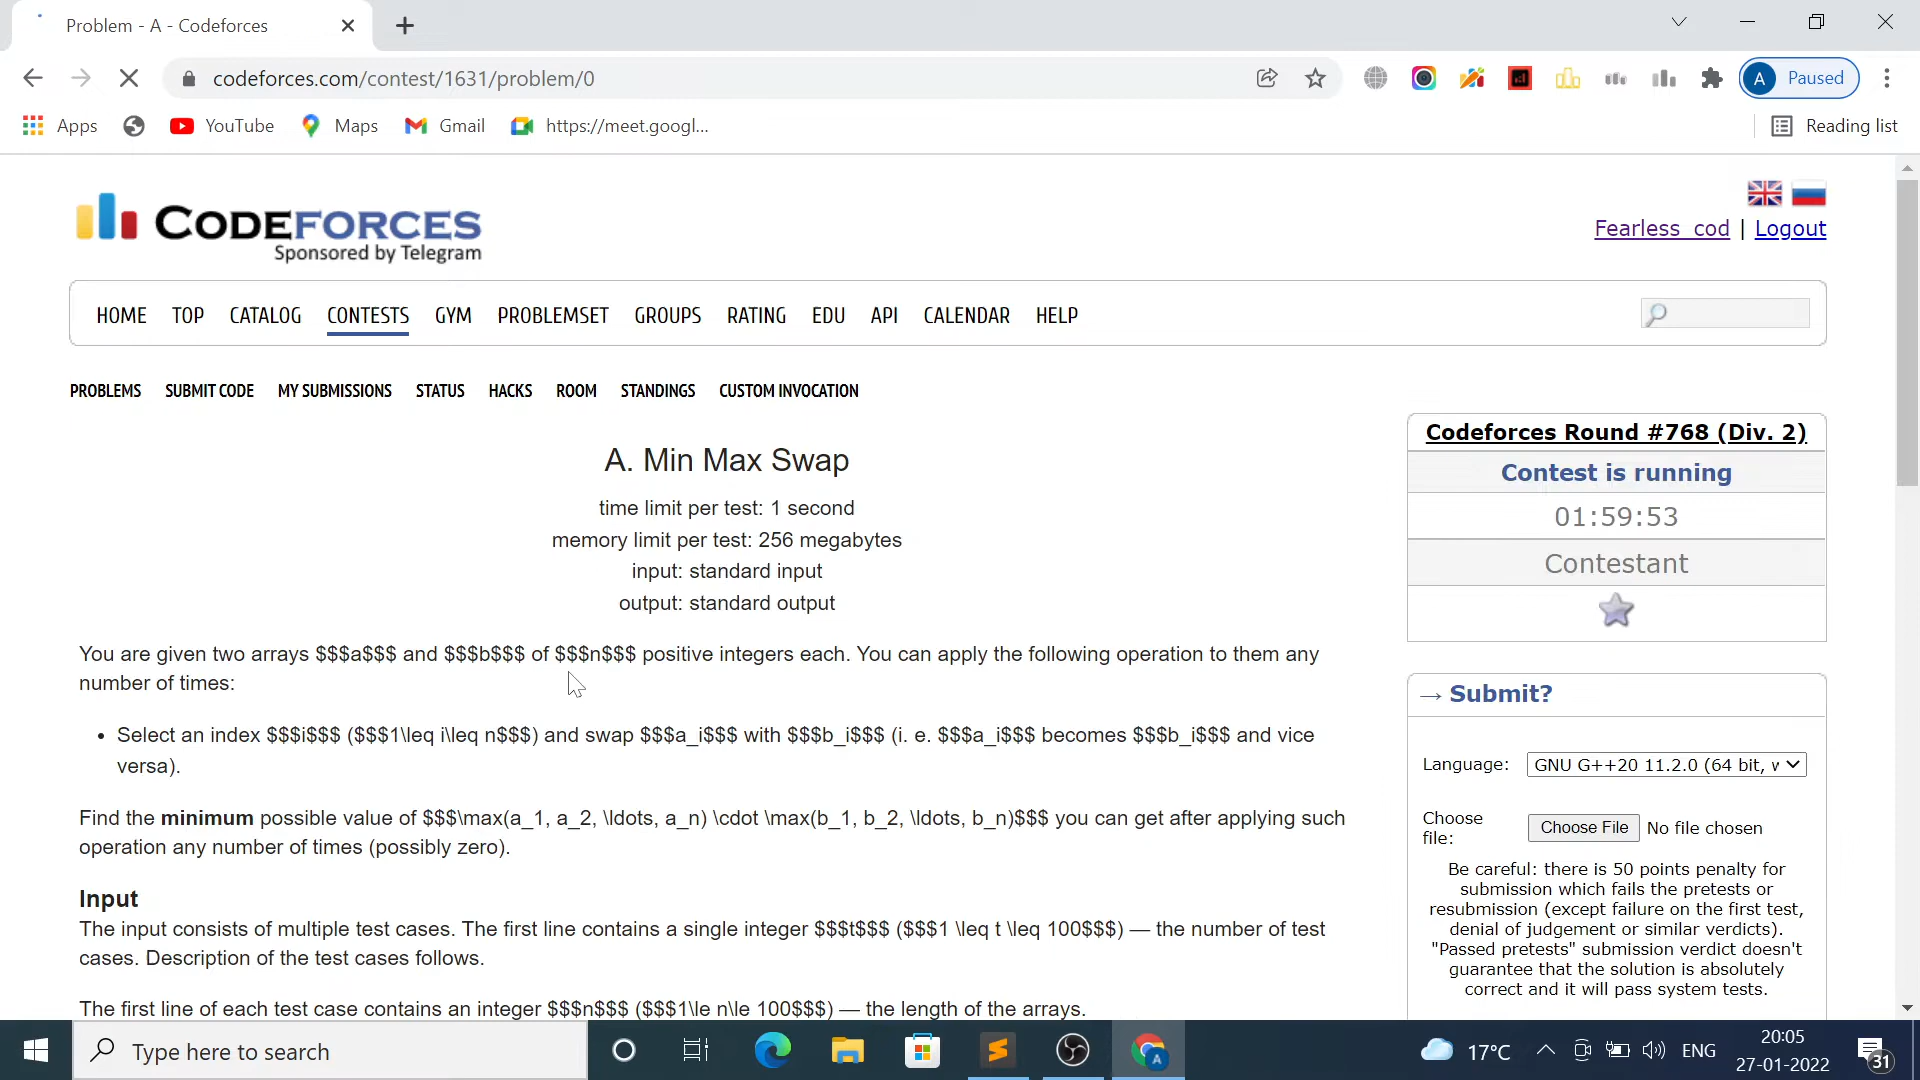 Problem - A - Codeforces
codeforces.com/contest/1631/problem/0
A Paused
Apps YouTube Maps Gmail https://meet.googl... Reading list
CODEFORCES
Sponsored by Telegram
Fearless_cod | Logout
HOME TOP CATALOG CONTESTS GYM PROBLEMSET GROUPS RATING EDU API CALENDAR HELP
PROBLEMS SUBMIT CODE MY SUBMISSIONS STATUS HACKS ROOM STANDINGS CUSTOM INVOCATION
A. Min Max Swap
time limit per test: 1 second
memory limit per test: 256 megabytes
input: standard input
output: standard output
You are given two arrays $$$a$$$ and $$$b$$$ of $$$n$$$ positive integers each. You can apply the following operation to them any
number of times:
• Select an index $$$i$$$ ($$$1\leq i\leq n$$$) and swap $$$a_i$$$ with $$$b_i$$$ (i. e. $$$a_i$$$ becomes $$$b_i$$$ and vice
versa).
Find the minimum possible value of $$$\max(a_1, a_2, \ldots, a_n) \cdot \max(b_1, b_2, \ldots, b_n)$$$ you can get after applying such
operation any number of times (possibly zero).
Input
The input consists of multiple test cases. The first line contains a single integer $$$t$$$ ($$$1 \leq t \leq 100$$$) — the number of test
cases. Description of the test cases follows.
The first line of each test case contains an integer $$$n$$$ ($$$1\le n\le 100$$$) — the length of the arrays.
Codeforces Round #768 (Div. 2)
Contest is running
01:59:53
Contestant
→ Submit?
Language: GNU G++20 11.2.0 (64 bit, v
Choose
file:
Choose File No file chosen
Be careful: there is 50 points penalty for
submission which fails the pretests or
resubmission (except failure on the first test,
denial of judgement or similar verdicts).
"Passed pretests" submission verdict doesn't
guarantee that the solution is absolutely
correct and it will pass system tests.
Type here to search
A
17°C
ENG
20:05
27-01-2022
31